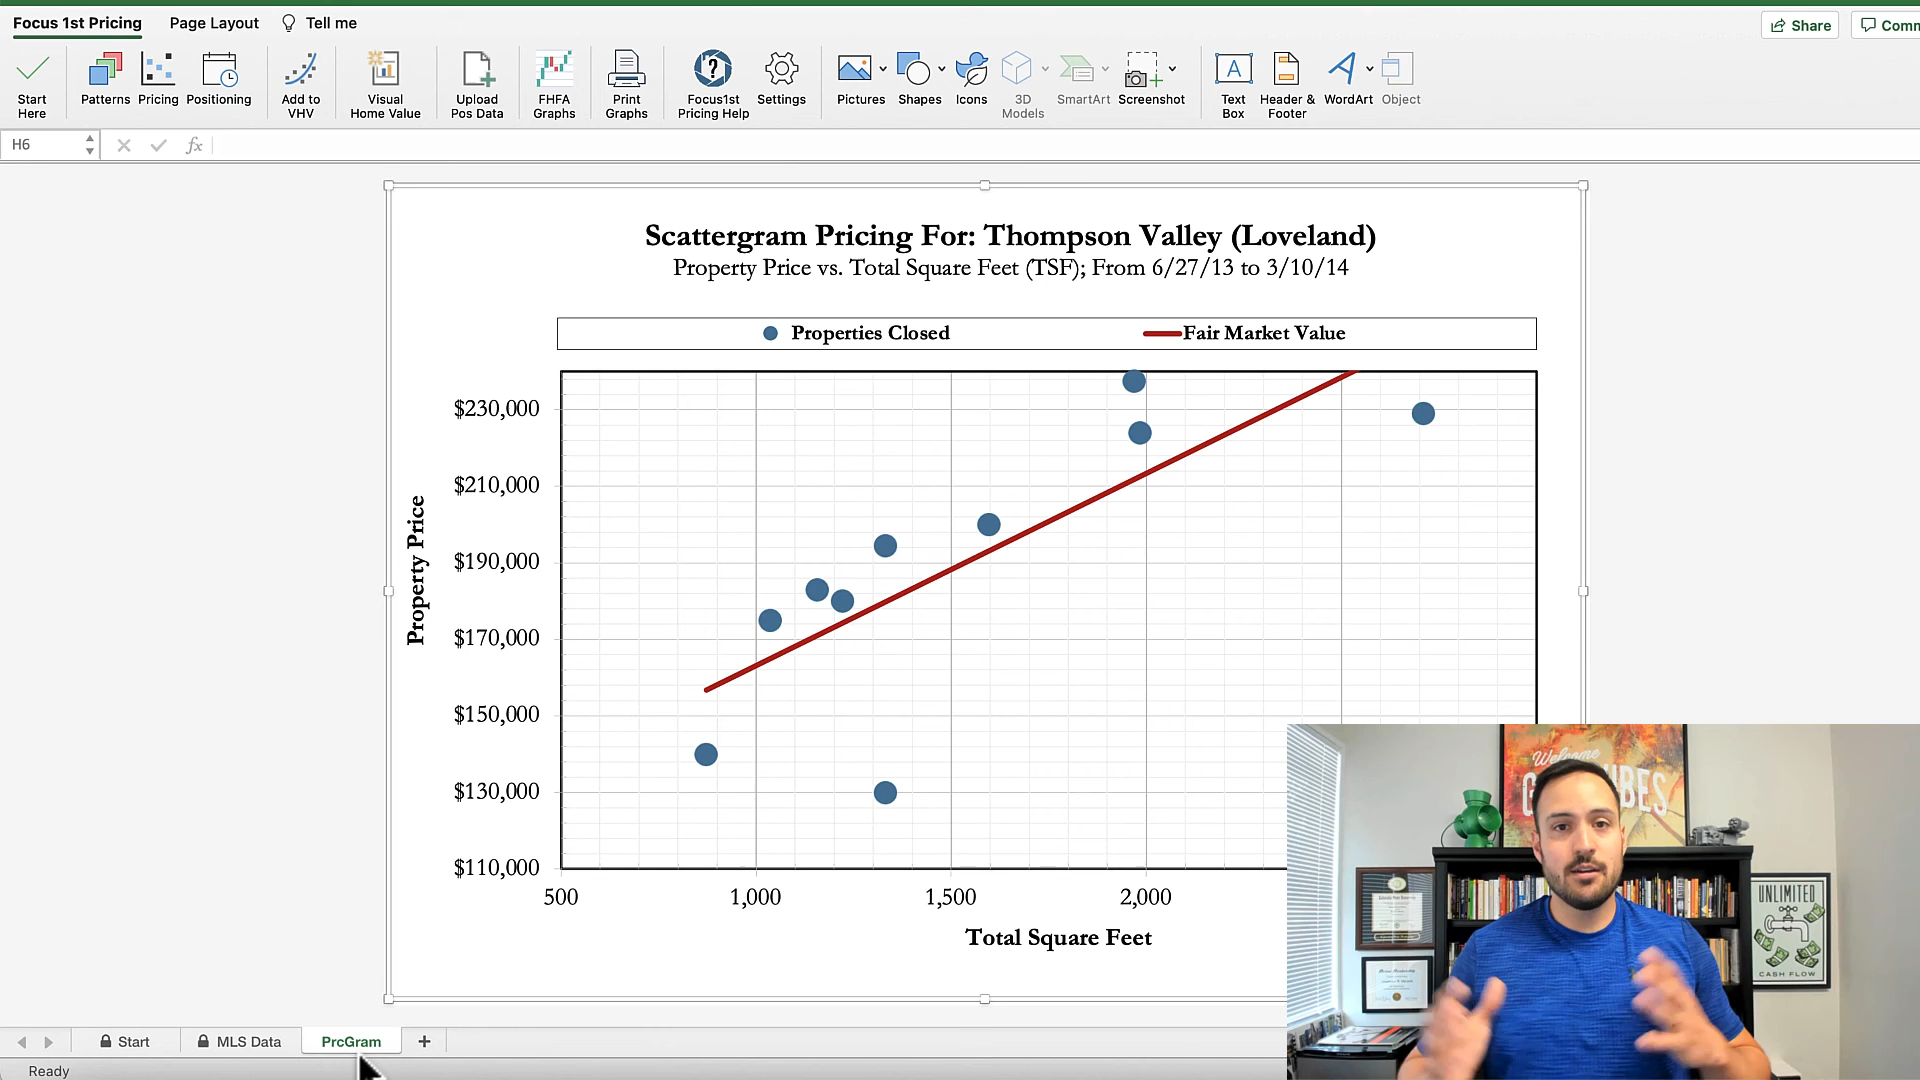 Focus 1st Pricing Page Layout Tell me Share Comm
Start Here
Patterns
Pricing
Positioning
Add to VHV
Visual Home Value
Upload Pos Data
FHFA Graphs
Print Graphs
Focus1st Pricing Help
Settings
Pictures
Shapes
Icons
3D Models
SmartArt
Screenshot
Text Box
Header & Footer
WordArt
Object
H6 fx
Scattergram Pricing For: Thompson Valley (Loveland)
Property Price vs. Total Square Feet (TSF); From 6/27/13 to 3/10/14
Properties Closed Fair Market Value
Property Price
$230,000
$210,000
$190,000
$170,000
$150,000
$130,000
$110,000
500 1,000 1,500 2,000
Total Square Feet
Welcome
UNLIMITED
CASH FLOW
Start MLS Data PrcGram +
Ready